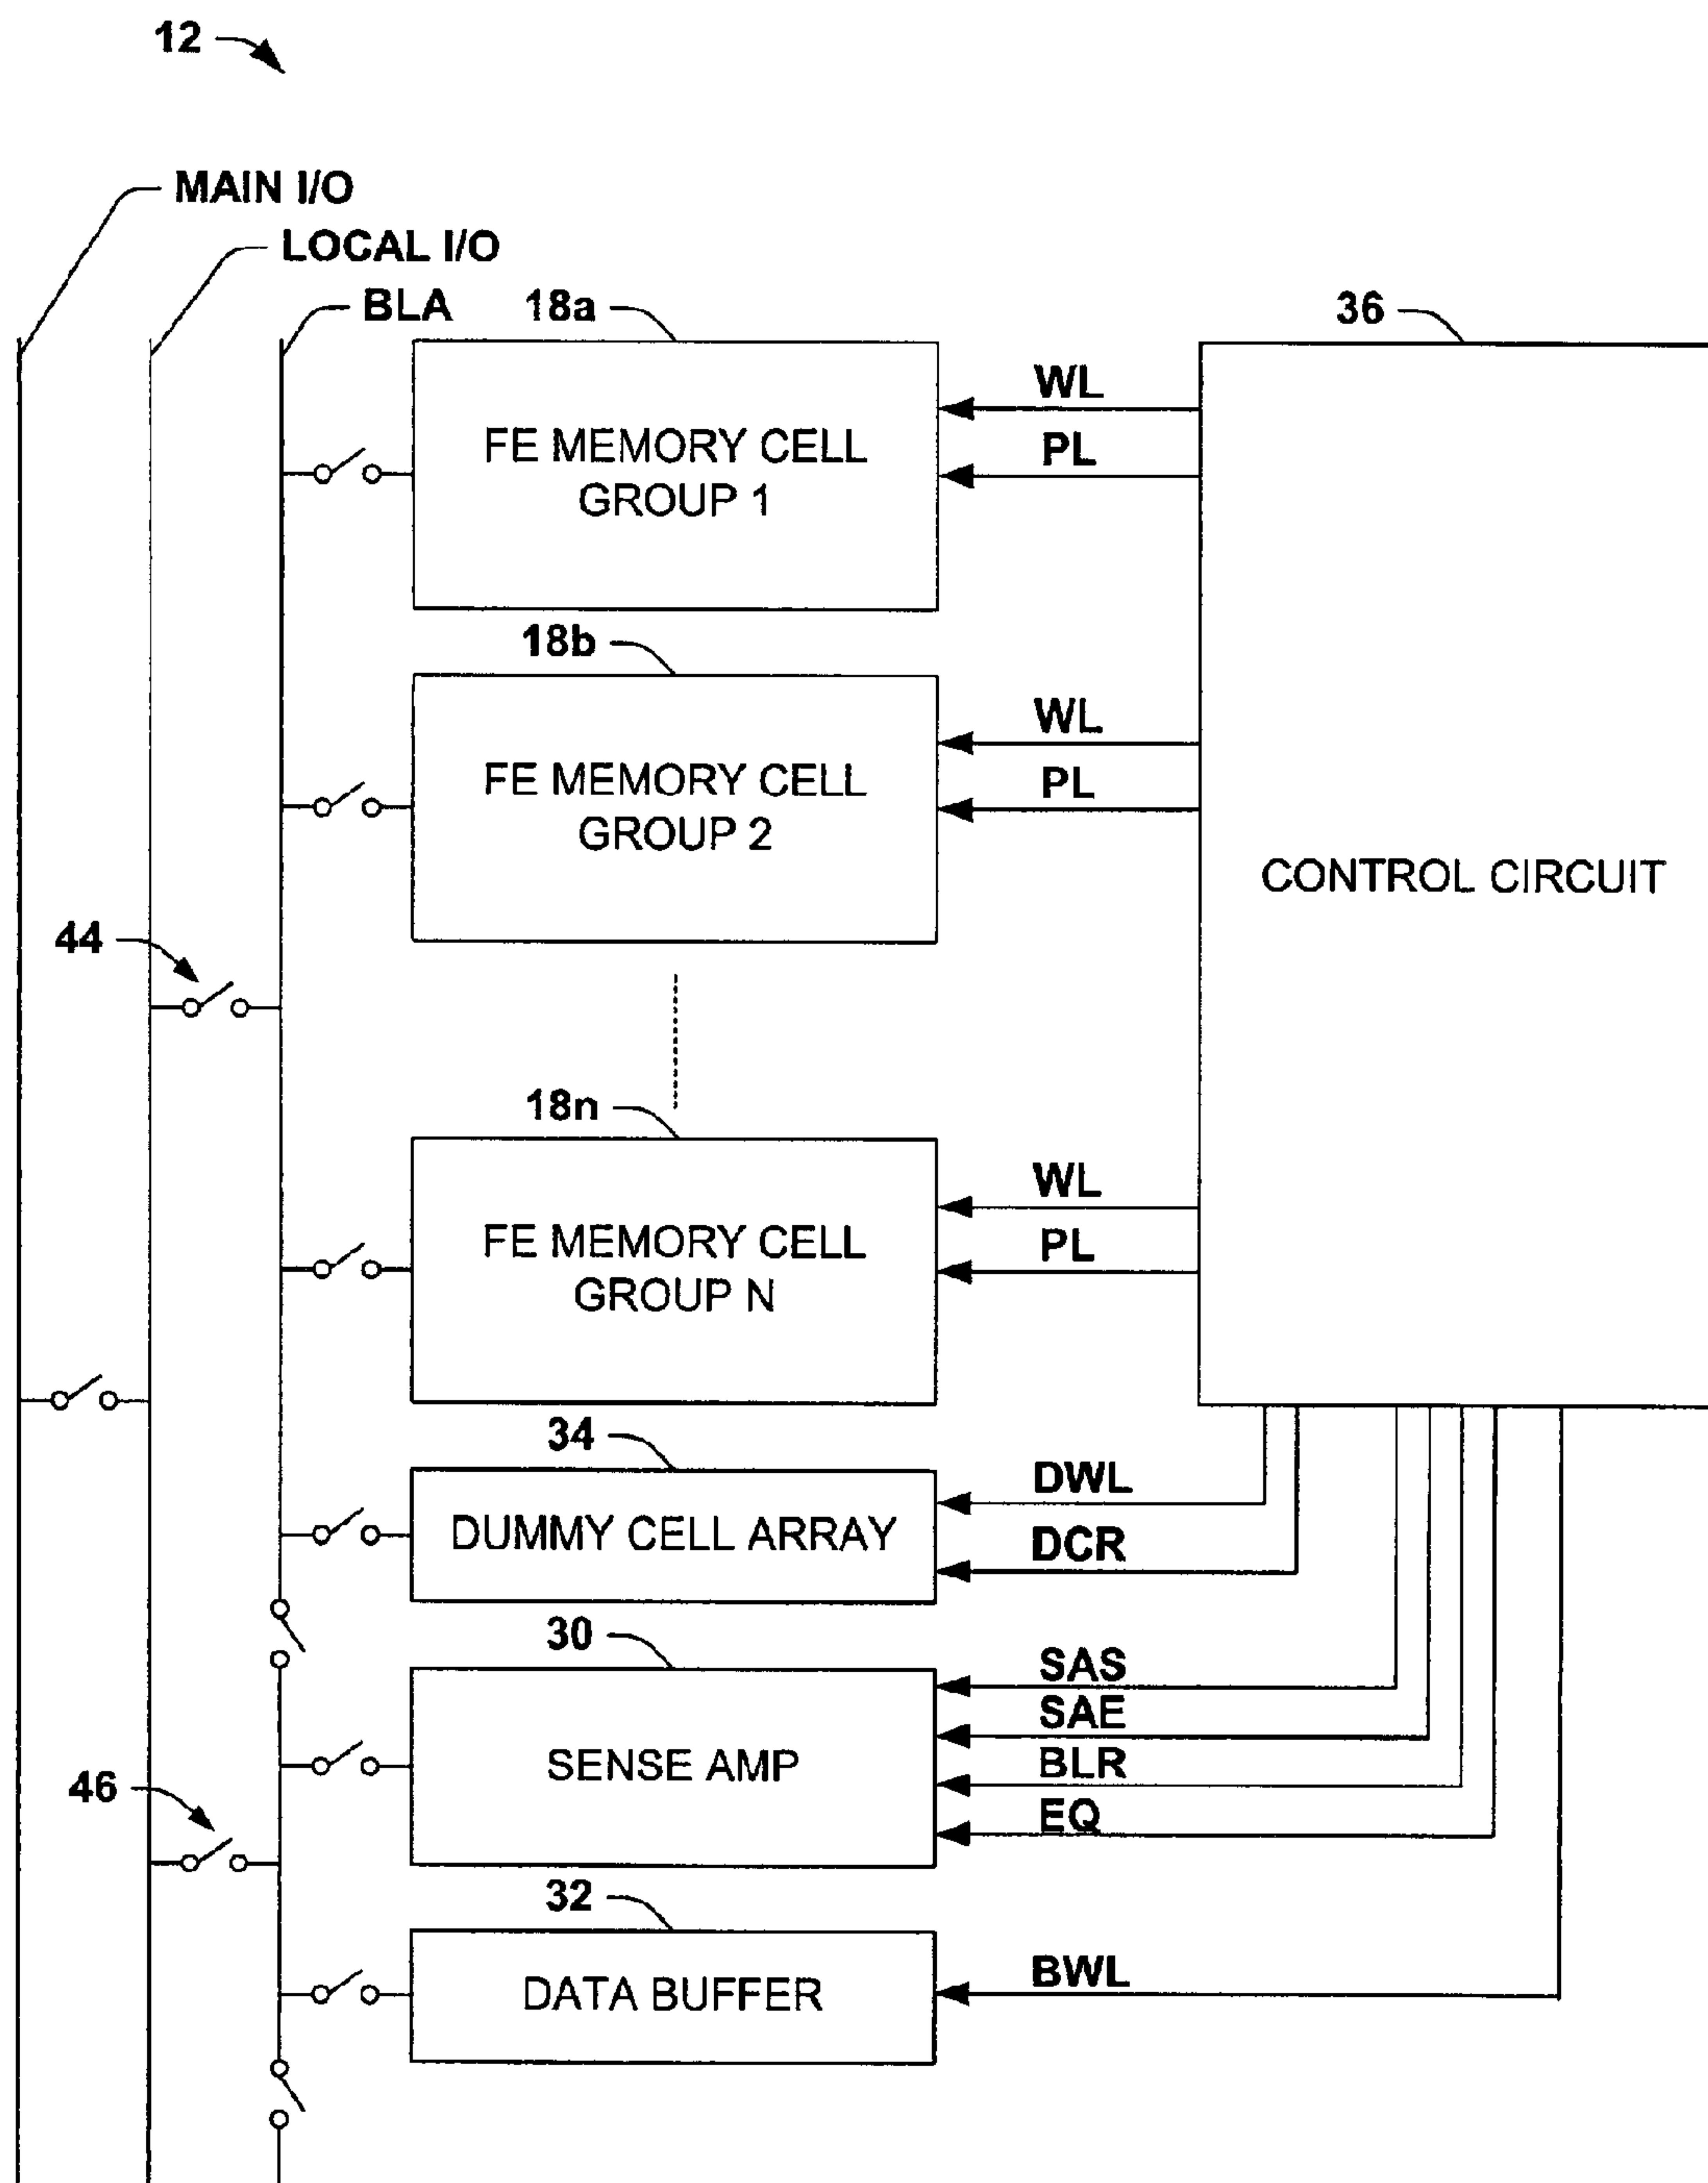 12
MAIN I/O
LOCAL I/O
BLA
18a
36
WL
FE MEMORY CELL
GROUP 1
PL
18b
WL
FE MEMORY CELL
GROUP 2
PL
CONTROL CIRCUIT
44
18n
WL
FE MEMORY CELL
GROUP N
PL
34
DWL
DUMMY CELL ARRAY
DCR
30
SAS
SAE
SENSE AMP
BLR
46
EQ
32
BWL
DATA BUFFER